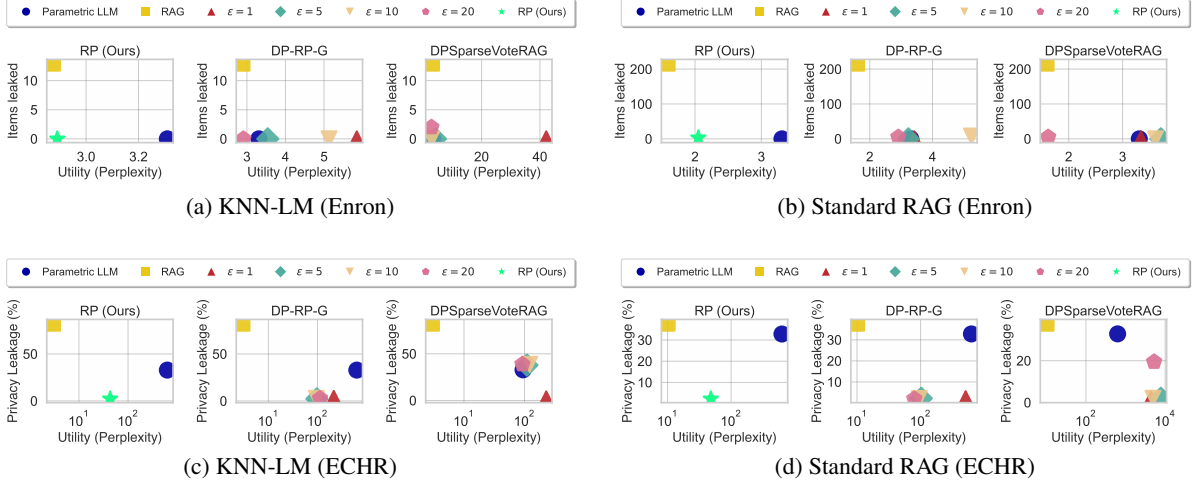 Parametric LLM RAG ε = 1 ε = 5 ε = 10 ε = 20 RP (Ours)
RP (Ours) DP-RP-G DPSparseVoteRAG
Items leaked Items leaked Items leaked
10 10 10
5 5 5
0 0 0
3.0 3.2 3 4 5 20 40
Utility (Perplexity) Utility (Perplexity) Utility (Perplexity)
(a) KNN-LM (Enron)
Parametric LLM RAG ε = 1 ε = 5 ε = 10 ε = 20 RP (Ours)
RP (Ours) DP-RP-G DPSparseVoteRAG
Items leaked Items leaked Items leaked
200 200 200
100 100 100
0 0 0
2 3 2 4 2 3
Utility (Perplexity) Utility (Perplexity) Utility (Perplexity)
(b) Standard RAG (Enron)
Parametric LLM RAG ε = 1 ε = 5 ε = 10 ε = 20 RP (Ours)
RP (Ours) DP-RP-G DPSparseVoteRAG
Privacy Leakage (%) Privacy Leakage (%) Privacy Leakage (%)
50 50 50
0 0 0
10¹ 10² 10¹ 10² 10¹ 10²
Utility (Perplexity) Utility (Perplexity) Utility (Perplexity)
(c) KNN-LM (ECHR)
Parametric LLM RAG ε = 1 ε = 5 ε = 10 ε = 20 RP (Ours)
RP (Ours) DP-RP-G DPSparseVoteRAG
Privacy Leakage (%) Privacy Leakage (%) Privacy Leakage (%)
30 30
20 20 20
10 10
0
10¹ 10² 10¹ 10² 10² 10⁴
Utility (Perplexity) Utility (Perplexity) Utility (Perplexity)
(d) Standard RAG (ECHR)